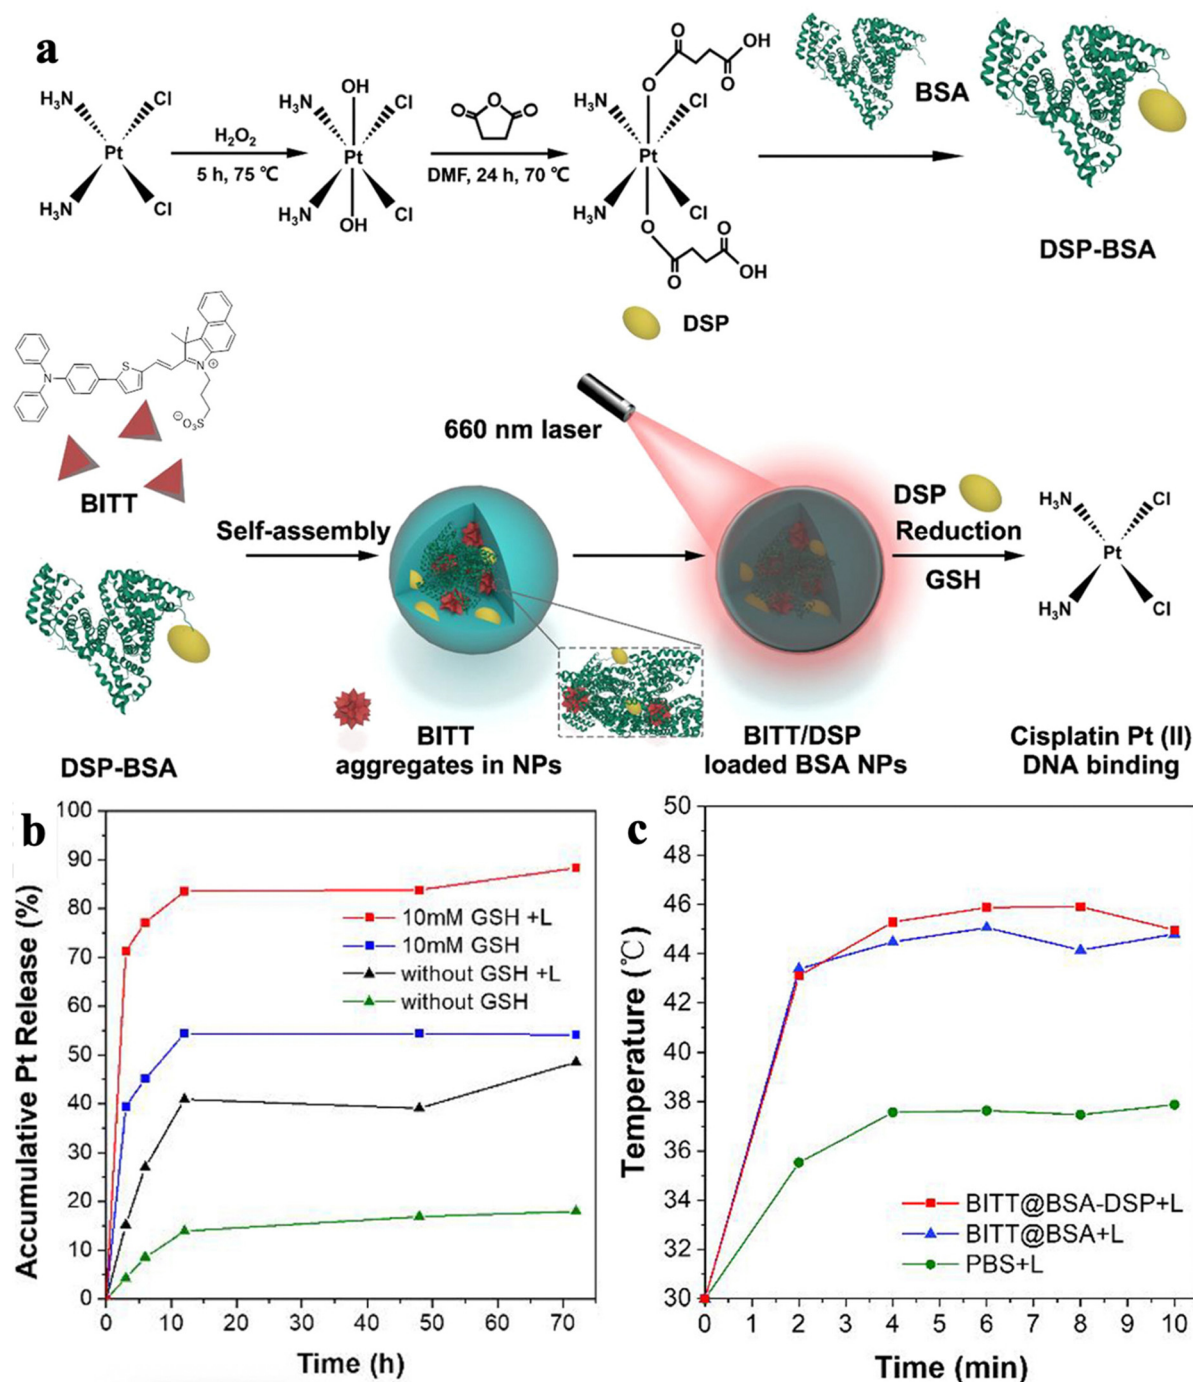 a
H₃N
Cl
Pt
H₃N
Cl
H₂O₂
5 h, 75 ℃
OH
H₃N
Cl
Pt
H₃N
Cl
OH
O
O
O
DMF, 24 h, 70 ℃
O
OH
O
O
H₃N
Cl
Pt
H₃N
Cl
O
O
O
OH
DSP
BSA
DSP-BSA
N
S
N
⊕
⊖
O₃S
BITT
660 nm laser
Self-assembly
DSP
Reduction
GSH
H₃N
Cl
Pt
H₃N
Cl
DSP-BSA
BITT
aggregates in NPs
BITT/DSP
loaded BSA NPs
Cisplatin Pt (II)
DNA binding
b
Accumulative Pt Release (%)
100
90
80
70
60
50
40
30
20
10
0
10mM GSH +L
10mM GSH
without GSH +L
without GSH
0 10 20 30 40 50 60 70
Time (h)
c
Temperature (℃)
50
48
46
44
42
40
38
36
34
32
30
BITT@BSA-DSP+L
BITT@BSA+L
PBS+L
0 1 2 3 4 5 6 7 8 9 10
Time (min)